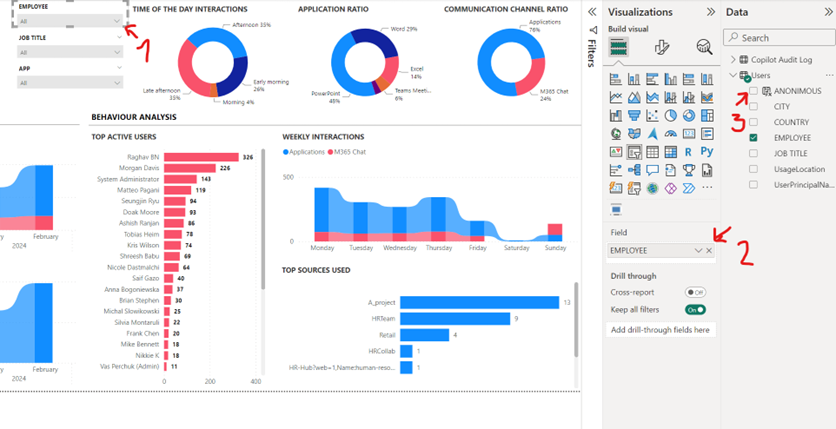 EMPLOYEE
All
JOB TITLE
All
APP
All
1
TIME OF THE DAY INTERACTIONS
Afternoon 33%
Early morning
26%
Morning 4%
Late afternoon
35%
APPLICATION RATIO
Word 29%
Excel
14%
Teams Meet...
6%
PowerPoint
48%
COMMUNICATION CHANNEL RATIO
Applications
76%
M365 Chat
24%
BEHAVIOUR ANALYSIS
TOP ACTIVE USERS
Raghav BN 326
Morgan Davis 226
System Administrator 143
Matteo Pagani 119
Seungjin Ryu 94
Doak Moore 93
Ashish Ranjan 86
Tobias Heim 78
Kris Wilson 74
Shreesh Babu 69
Nicole Dastmalchi 64
Saif Gazo 40
Anna Bogoniewska 37
Brian Stephen 30
Michal Slowikowski 25
Silvia Montaruli 22
Frank Chen 20
Mike Bennett 18
Nikkie K 18
Vas Perchuk (Admin) 11
0 200 400
WEEKLY INTERACTIONS
Applications M365 Chat
500
0
Monday Tuesday Wednesday Thursday Friday Saturday Sunday
TOP SOURCES USED
A_project 13
HRTeam 9
Retail 4
HRCollab 1
HR-Hub?web=1,Name:human-reso... 1
February
2024
February
2024
Filters
Visualizations
Build visual
R Py
Field
EMPLOYEE
2
Drill through
Cross-report Off
Keep all filters On
Add drill-through fields here
Data
Search
Copilot Audit Log
Users
ANONIMOUS
3
CITY
COUNTRY
EMPLOYEE
JOB TITLE
UsageLocation
UserPrincipalNa...